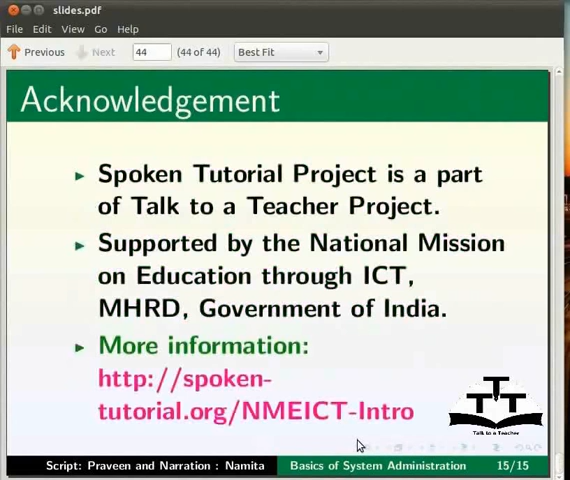 slides.pdf
File Edit View Go Help
Previous Next 44 (44 of 44) Best Fit
Acknowledgement
Spoken Tutorial Project is a part
of Talk to a Teacher Project.
Supported by the National Mission
on Education through ICT,
MHRD, Government of India.
More information:
http://spoken-
tutorial.org/NMEICT-Intro
TTT
Talk to a Teacher
Script: Praveen and Narration : Namita Basics of System Administration 15/15